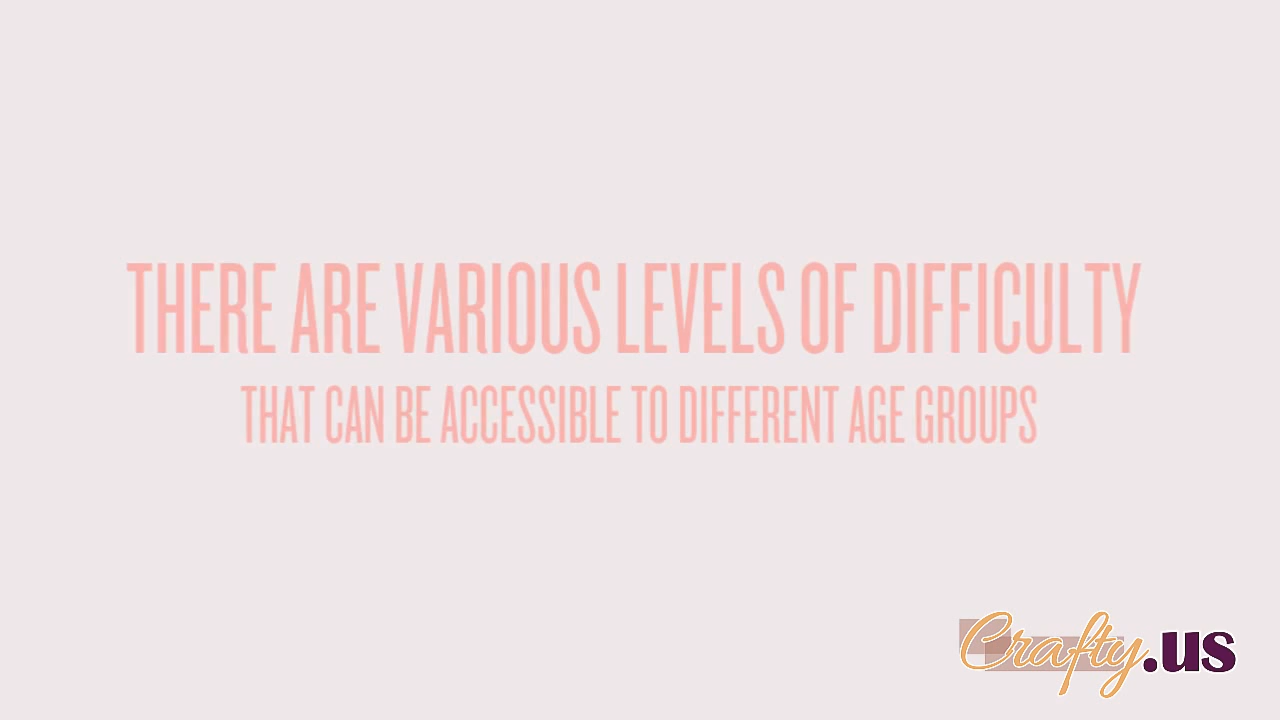 THERE ARE VARIOUS LEVELS OF DIFFICULTY
THAT CAN BE ACCESSIBLE TO DIFFERENT AGE GROUPS
Crafty.us